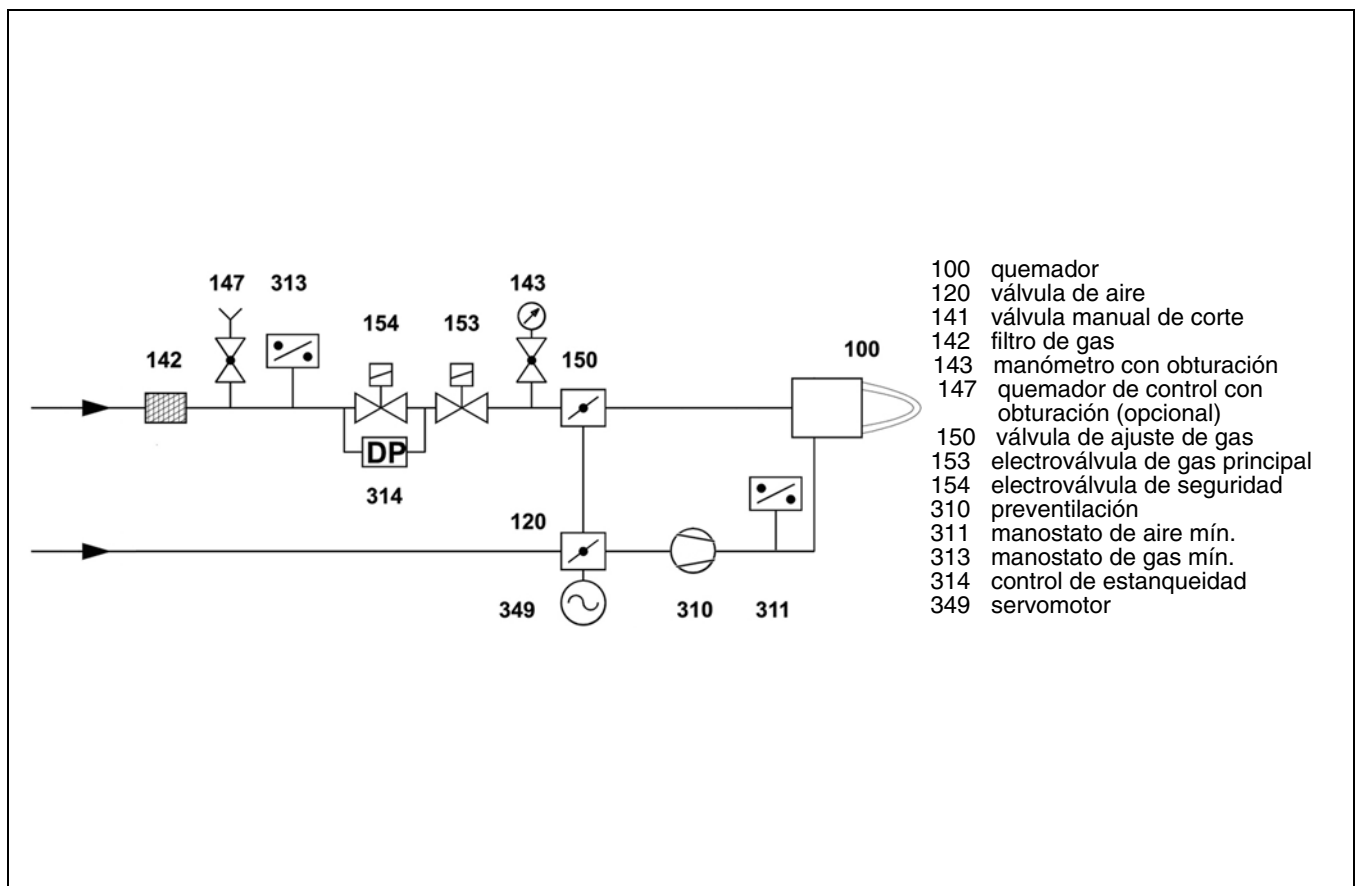 147 313 143
154 153
142 150 100
DP
314
120
349 310 311
100 quemador
120 válvula de aire
141 válvula manual de corte
142 filtro de gas
143 manómetro con obturación
147 quemador de control con
obturación (opcional)
150 válvula de ajuste de gas
153 electroválvula de gas principal
154 electroválvula de seguridad
310 preventilación
311 manostato de aire mín.
313 manostato de gas mín.
314 control de estanqueidad
349 servomotor